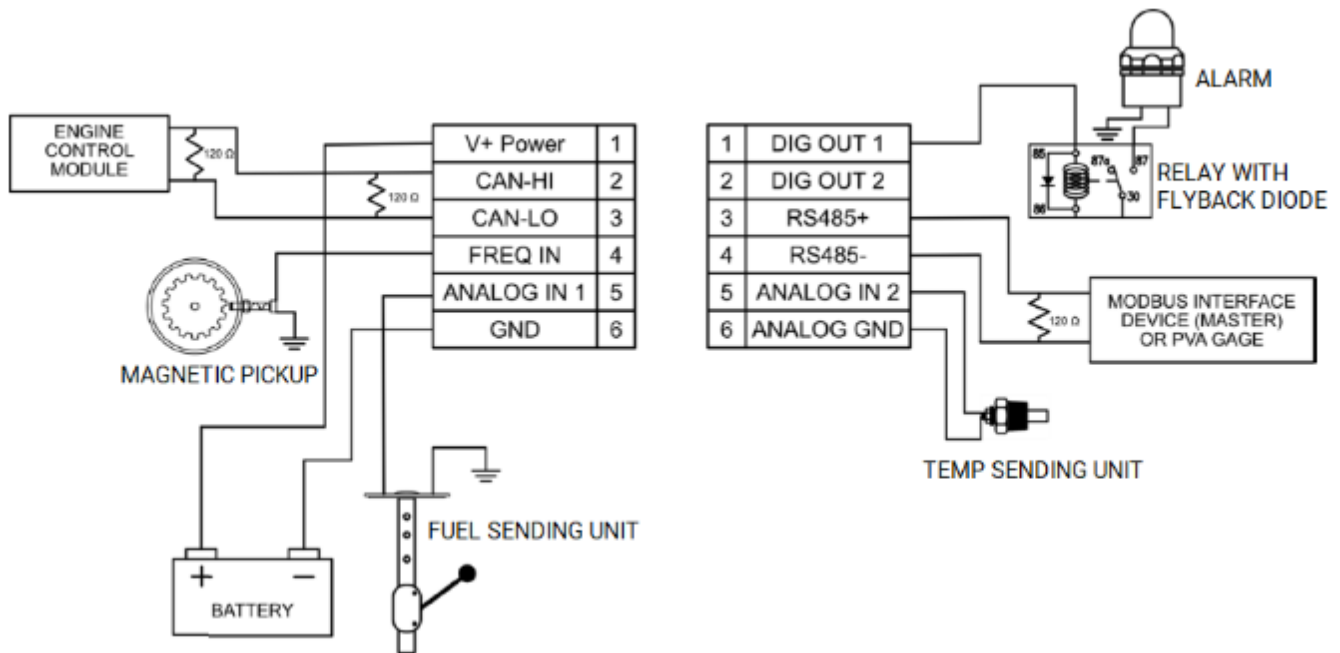 ENGINE
CONTROL
MODULE
120 Ω
120 Ω
V+ Power 1
CAN-HI 2
CAN-LO 3
FREQ IN 4
ANALOG IN 1 5
GND 6
MAGNETIC PICKUP
+ −
BATTERY
FUEL SENDING UNIT
1 DIG OUT 1
2 DIG OUT 2
3 RS485+
4 RS485-
5 ANALOG IN 2
6 ANALOG GND
ALARM
85 87a 87
86 30
RELAY WITH
FLYBACK DIODE
120 Ω
MODBUS INTERFACE
DEVICE (MASTER)
OR PVA GAGE
TEMP SENDING UNIT